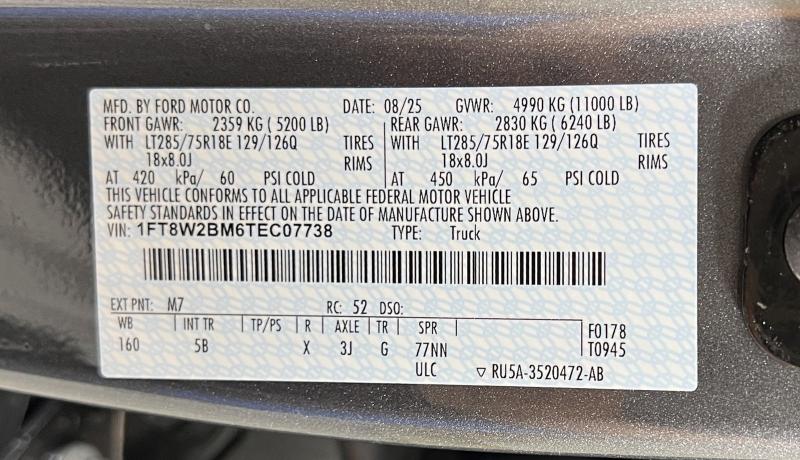 MFD. BY FORD MOTOR CO. DATE: 08/25 GVWR: 4990 KG (11000 LB)
FRONT GAWR: 2359 KG ( 5200 LB) REAR GAWR: 2830 KG ( 6240 LB)
WITH LT285/75R18E 129/126Q TIRES WITH LT285/75R18E 129/126Q TIRES
18x8.0J RIMS 18x8.0J RIMS
AT 420 kPa/ 60 PSI COLD AT 450 kPa/ 65 PSI COLD
THIS VEHICLE CONFORMS TO ALL APPLICABLE FEDERAL MOTOR VEHICLE
SAFETY STANDARDS IN EFFECT ON THE DATE OF MANUFACTURE SHOWN ABOVE.
VIN: 1FT8W2BM6TEC07738 TYPE: Truck
EXT PNT: M7 RC: 52 DSO:
WB INT TR TP/PS R AXLE TR SPR F0178
160 5B X 3J G 77NN T0945
ULC ▽ RU5A-3520472-AB